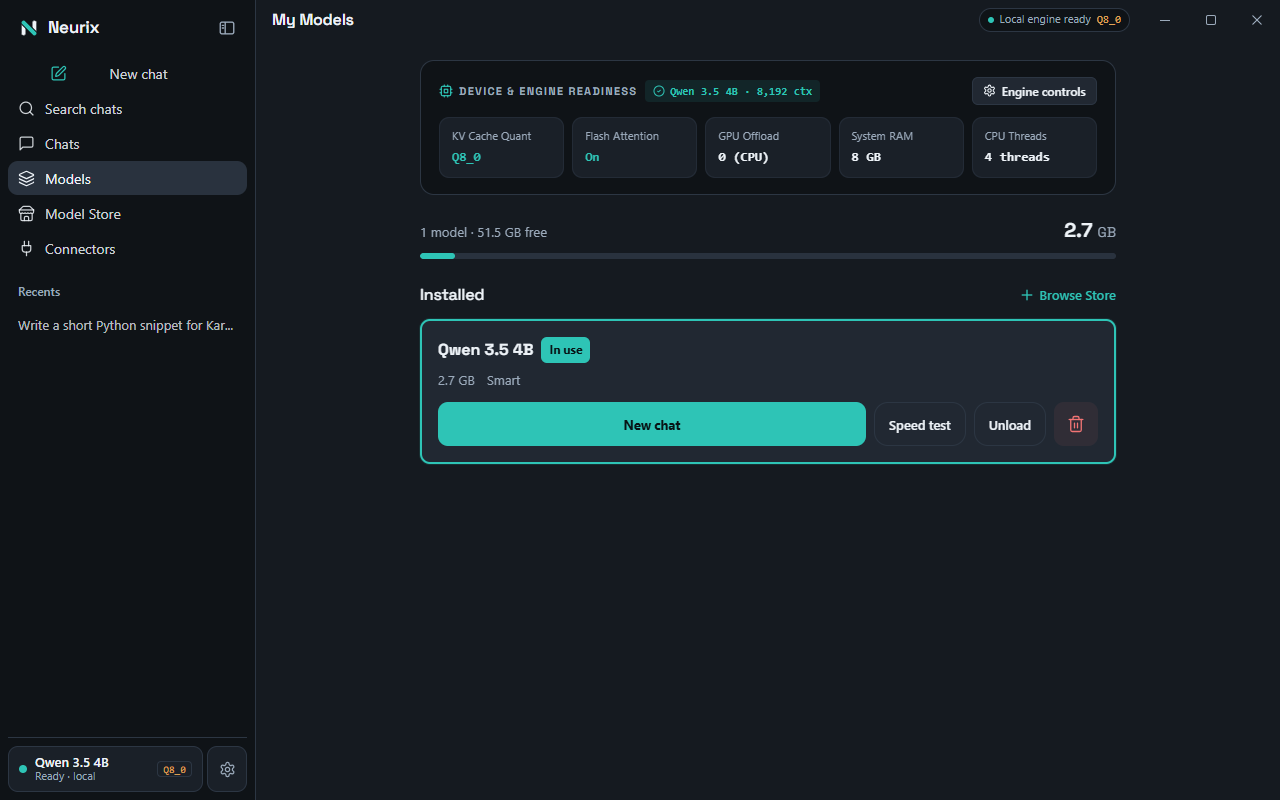 Neurix
New chat
Search chats
Chats
Models
Model Store
Connectors
Recents
Write a short Python snippet for Kar...
Qwen 3.5 4B
Ready · local
Q8_0
My Models
Local engine ready Q8_0
DEVICE & ENGINE READINESS
Qwen 3.5 4B · 8,192 ctx
Engine controls
KV Cache Quant
Q8_0
Flash Attention
On
GPU Offload
0 (CPU)
System RAM
8 GB
CPU Threads
4 threads
1 model · 51.5 GB free
2.7 GB
Installed
Browse Store
Qwen 3.5 4B In use
2.7 GB Smart
New chat
Speed test
Unload